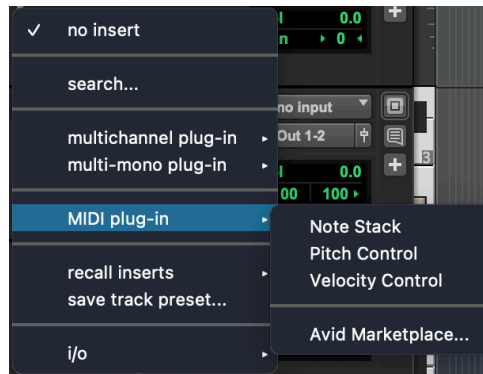 ✓ no insert
search...
multichannel plug-in
multi-mono plug-in
MIDI plug-in
recall inserts
save track preset...
i/o
Note Stack
Pitch Control
Velocity Control
Avid Marketplace...
0.0
0
no input
Out 1-2
0.0
00 100
3